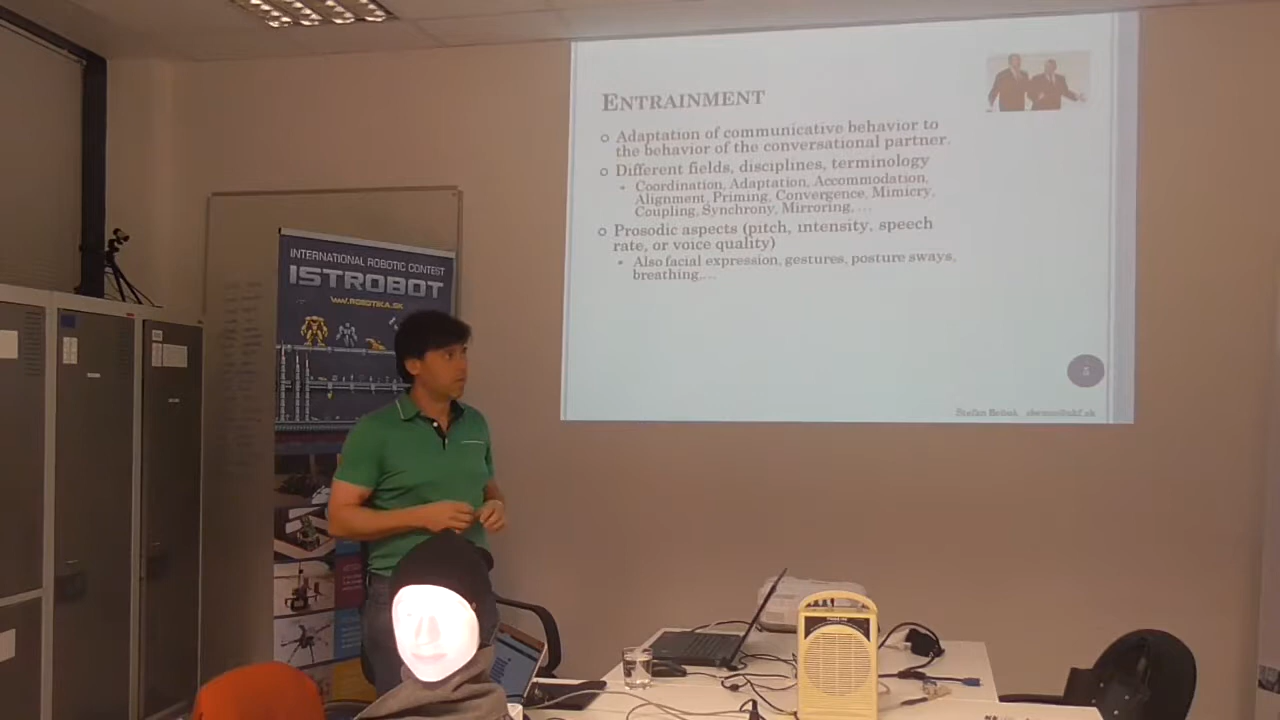 ENTRAINMENT
Adaptation of communicative behavior to
the behavior of the conversational partner.
Different fields, disciplines, terminology
Coordination, Adaptation, Accommodation,
Alignment, Priming, Convergence, Mimicry,
Coupling, Synchrony, Mirroring, ...
Prosodic aspects (pitch, intensity, speech
rate, or voice quality)
Also facial expression, gestures, posture sways,
breathing,...
5
INTERNATIONAL ROBOTIC CONTEST
ISTROBOT
WWW.ROBOTIKA.SK